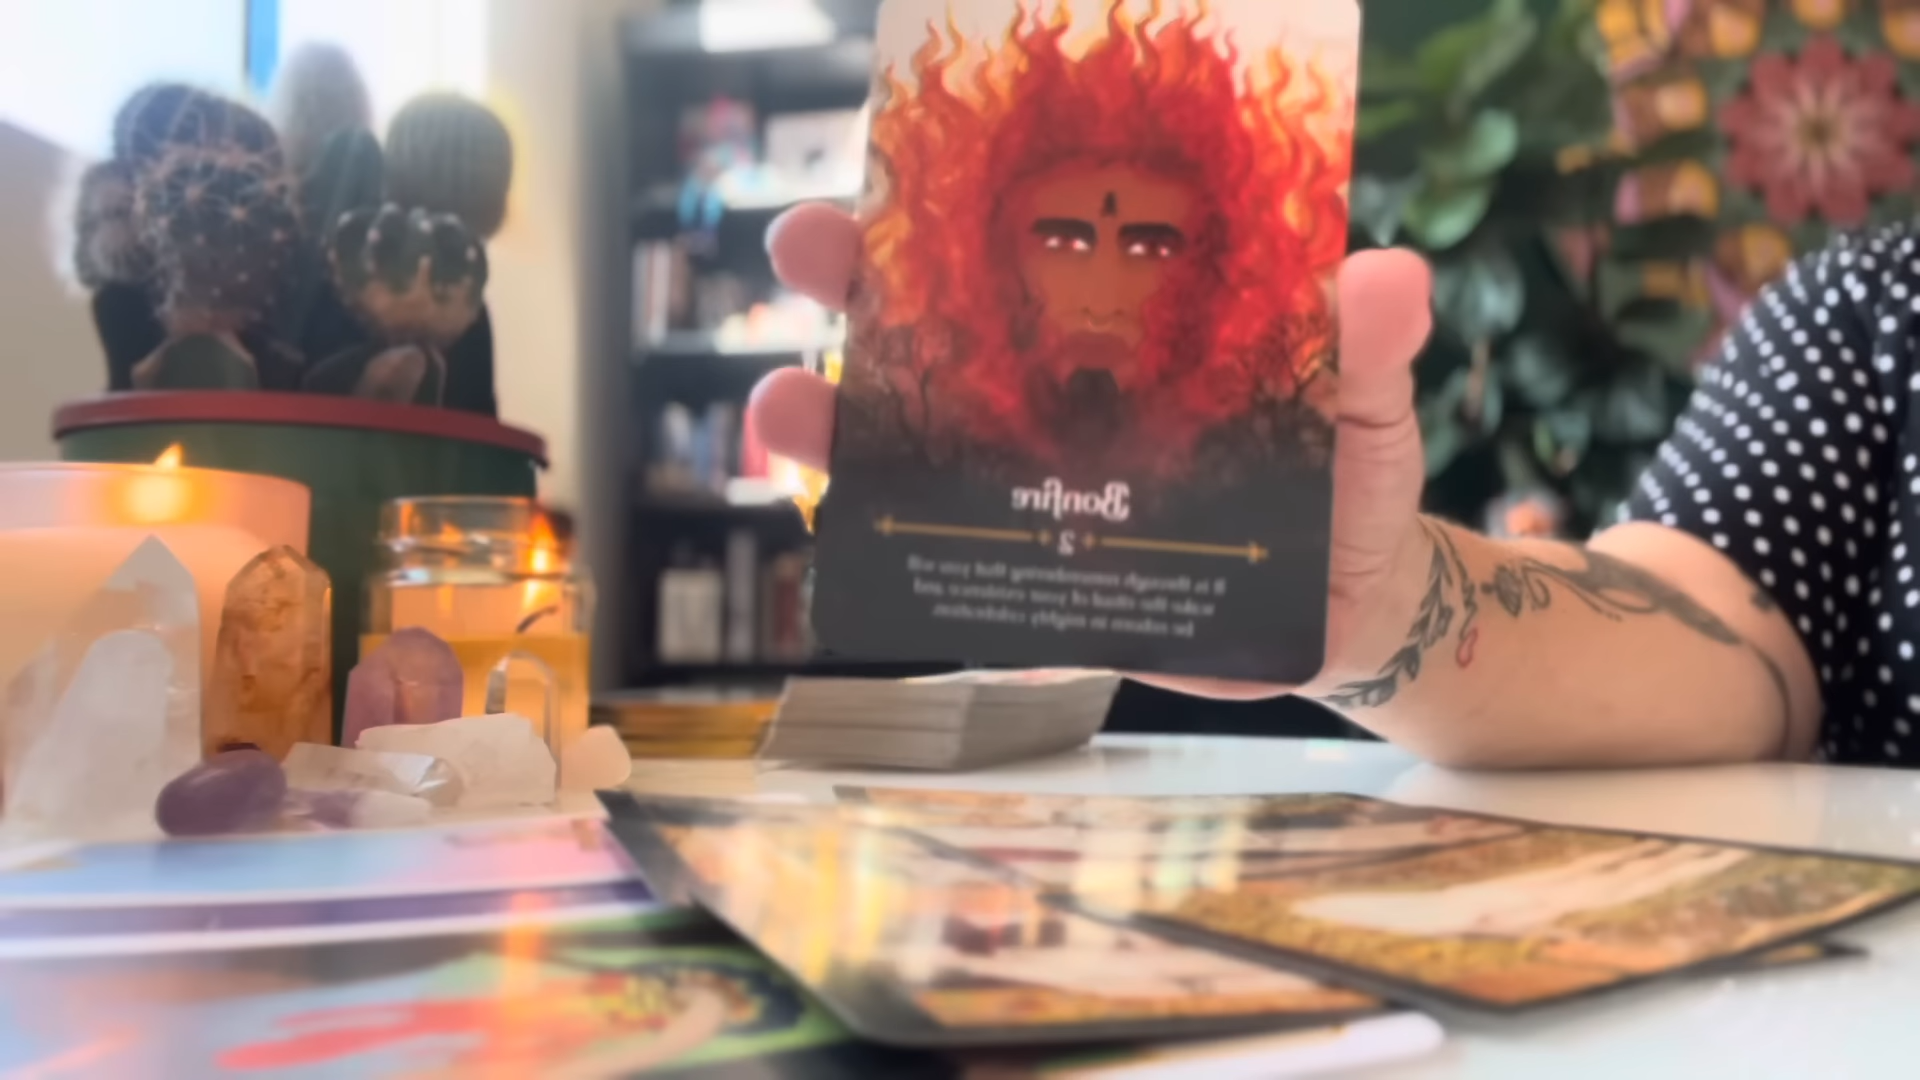 Bonfire
2
It is through remembering that you will
wake the ritual of your existence and
be reborn in mighty celebration